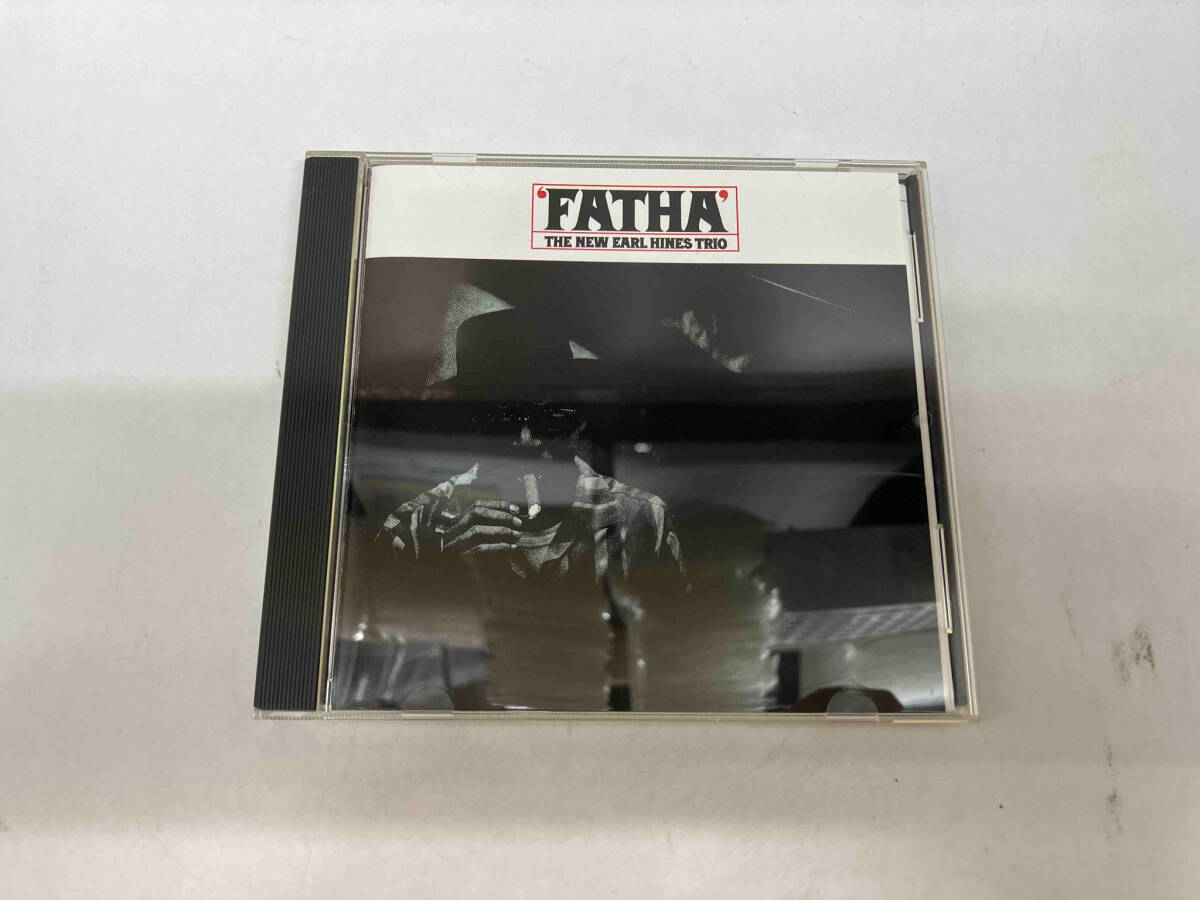 ‘FATHA’
THE NEW EARL HINES TRIO